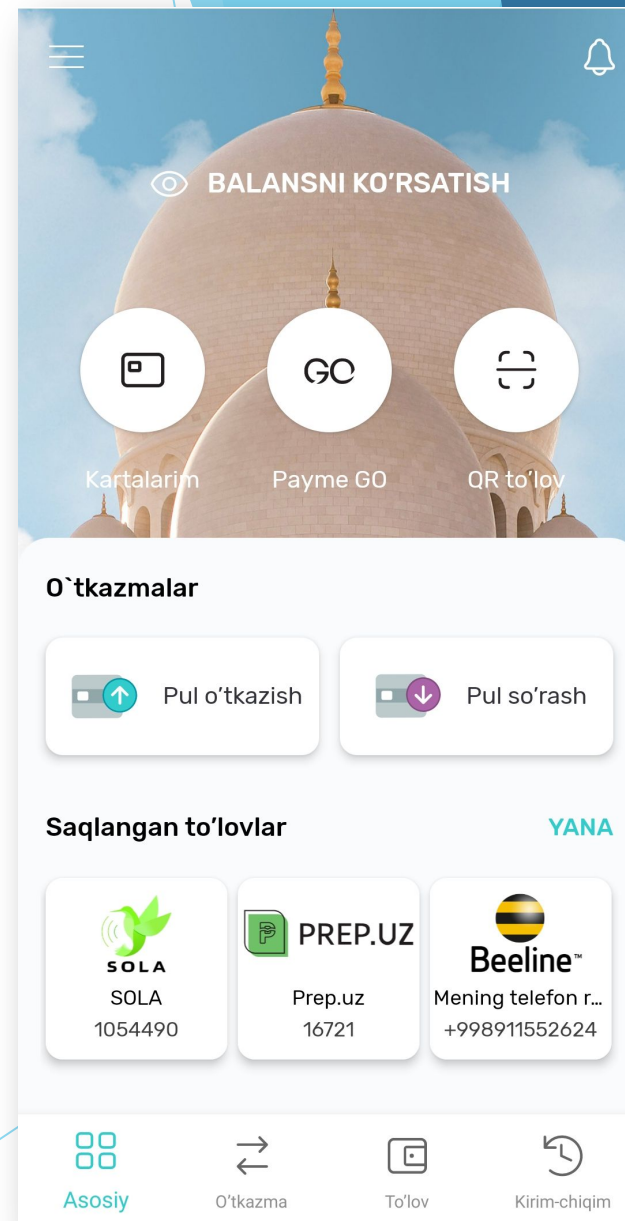 BALANSNI KO’RSATISH
GO
Kartalarim
Payme GO
QR to’lov
O`tkazmalar
Pul o’tkazish
Pul so’rash
Saqlangan to’lovlar
YANA
SOLA
PREP.UZ
Beeline™
SOLA
Prep.uz
Mening telefon r...
1054490
16721
+998911552624
Asosiy
O’tkazma
To’lov
Kirim-chiqim